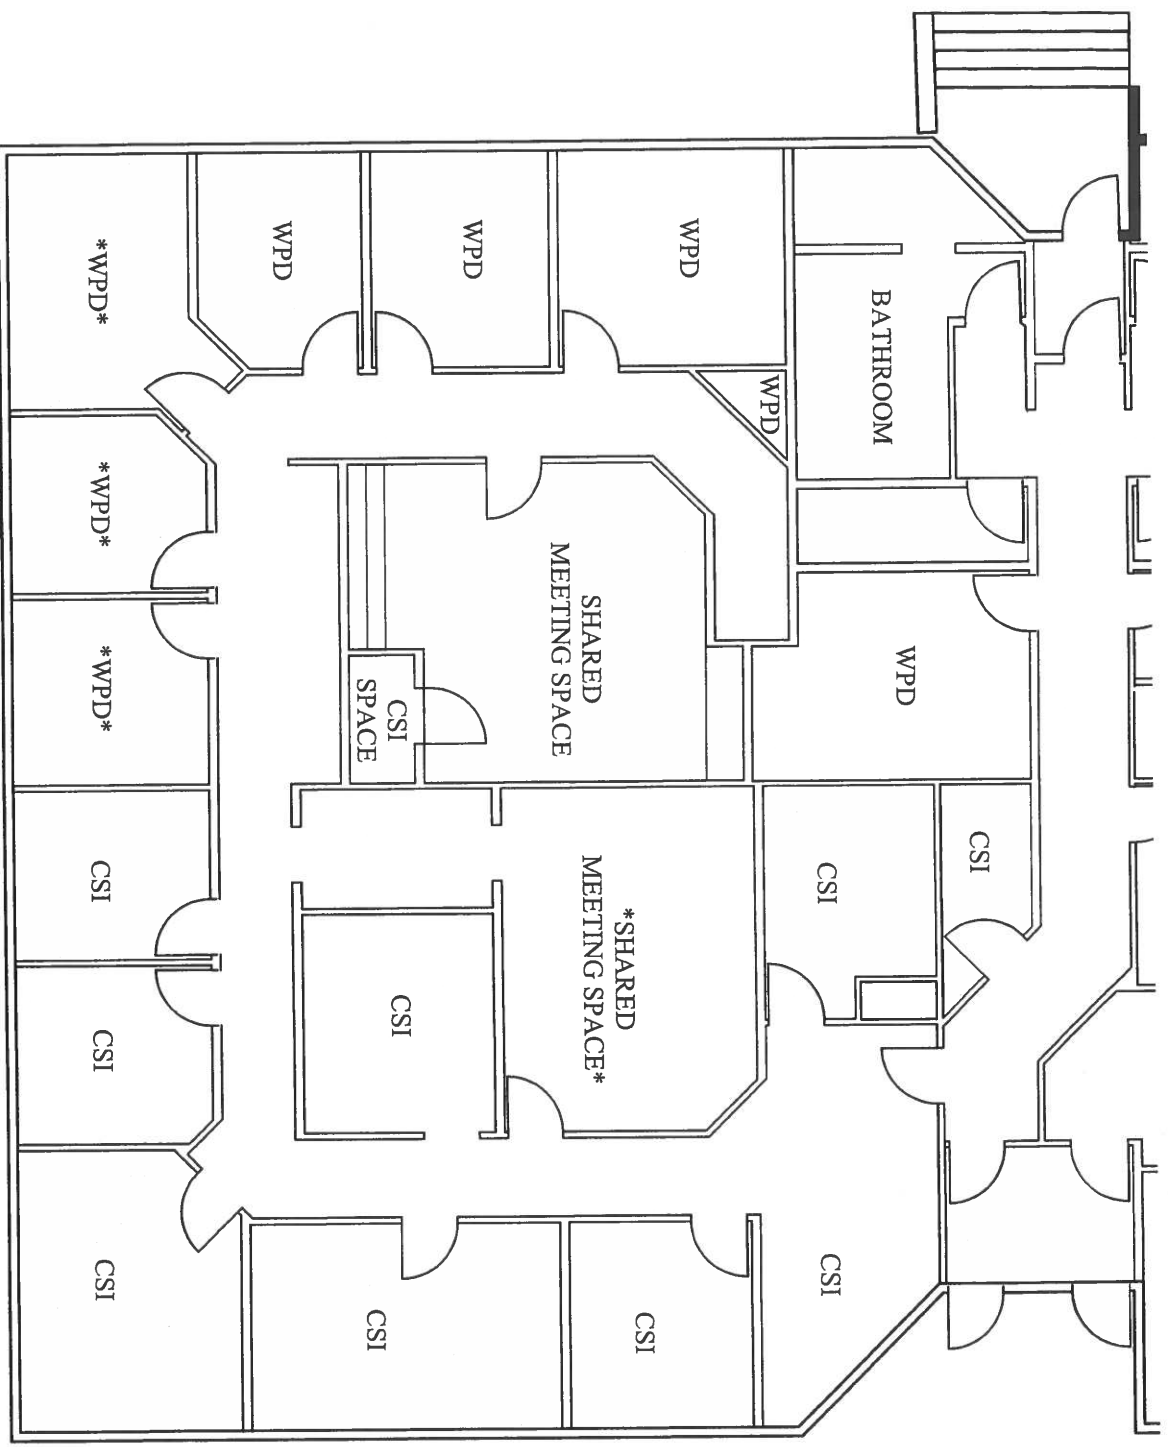 WPD
WPD
WPD
*WPD*
WPD
BATHROOM
*WPD*
*WPD*
SHARED
MEETING SPACE
CSI
SPACE
WPD
CSI
CSI
*SHARED
MEETING SPACE*
CSI
CSI
CSI
CSI
CSI
CSI
CSI